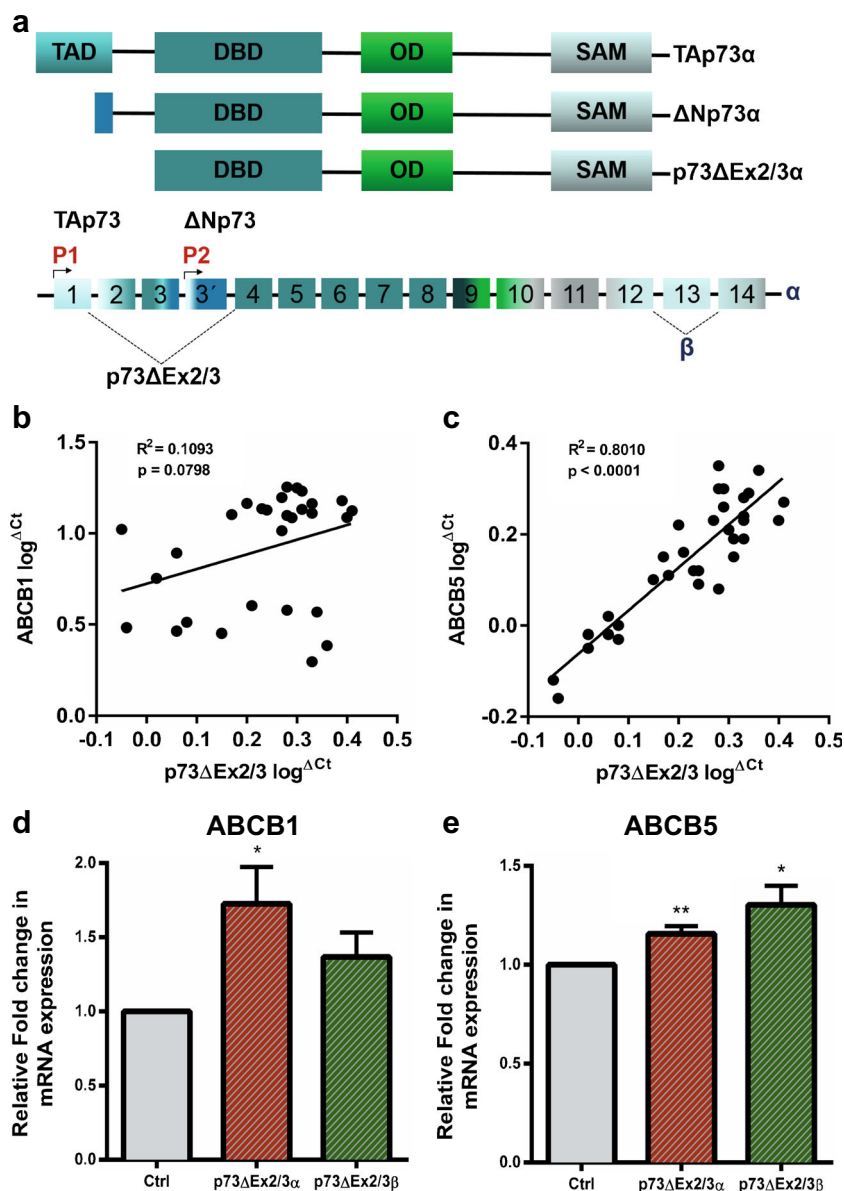 a
TAD DBD OD SAM TAp73α
DBD OD SAM ΔNp73α
DBD OD SAM p73ΔEx2/3α
TAp73 ΔNp73
P1 P2
1 2 3 3´ 4 5 6 7 8 9 10 11 12 13 14 α
p73ΔEx2/3 β
b
R² = 0.1093
p = 0.0798
ABCB1 log^ΔCt
1.5
1.0
0.5
0.0
-0.1 0.0 0.1 0.2 0.3 0.4 0.5
p73ΔEx2/3 log^ΔCt
c
R² = 0.8010
p < 0.0001
ABCB5 log^ΔCt
0.4
0.2
0.0
-0.2
-0.1 0.0 0.1 0.2 0.3 0.4 0.5
p73ΔEx2/3 log^ΔCt
d
ABCB1
Relative Fold change in
mRNA expression
2.0
1.5
1.0
0.5
0.0
*
Ctrl p73ΔEx2/3α p73ΔEx2/3β
e
ABCB5
Relative Fold change in
mRNA expression
1.5
1.0
0.5
0.0
** *
Ctrl p73ΔEx2/3α p73ΔEx2/3β